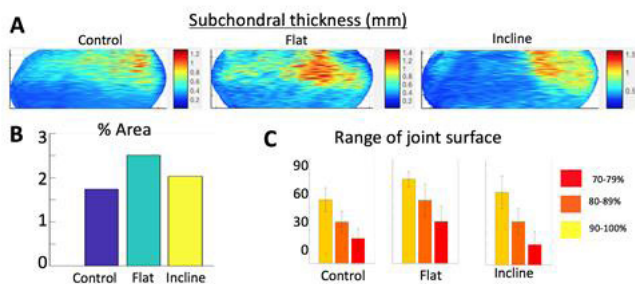 Subchondral thickness (mm)
A
Control
Flat
Incline
1.2
1
0.8
0.6
0.4
0.2
1.4
1.2
1
0.8
0.6
0.4
0.2
1.5
1
0.5
B
% Area
3
2
1
0
Control
Flat
Incline
C
Range of joint surface
90
60
30
0
Control
Flat
Incline
70-79%
80-89%
90-100%